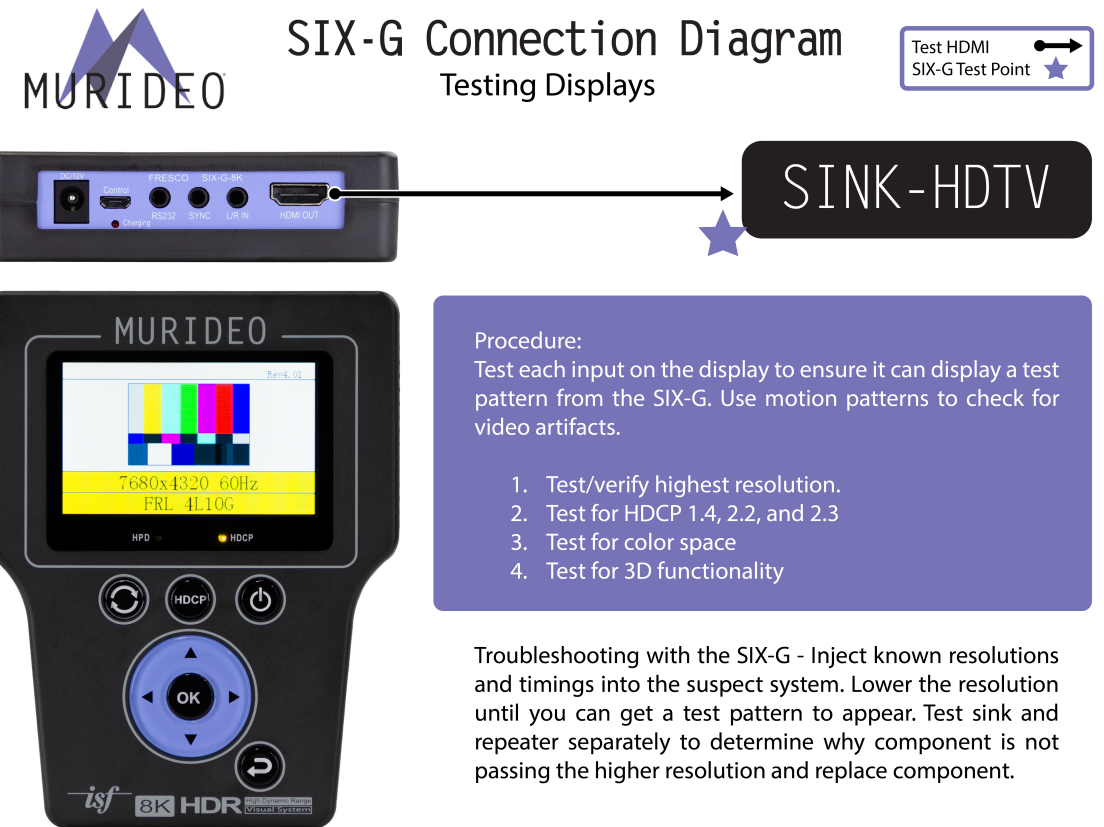 MURIDEO
SIX-G Connection Diagram
Testing Displays
Test HDMI
SIX-G Test Point
DC/12V
Control
Charging
FRESCO SIX-G-8K
RS232 SYNC L/R IN HDMI OUT
SINK-HDTV
MURIDEO
Rev4.01
7680x4320 60Hz
FRL 4L10G
HPD HDCP
HDCP
OK
isf 8K HDR High Dynamic Range
Visual System
Procedure:
Test each input on the display to ensure it can display a test
pattern from the SIX-G. Use motion patterns to check for
video artifacts.
1. Test/verify highest resolution.
2. Test for HDCP 1.4, 2.2, and 2.3
3. Test for color space
4. Test for 3D functionality
Troubleshooting with the SIX-G - Inject known resolutions
and timings into the suspect system. Lower the resolution
until you can get a test pattern to appear. Test sink and
repeater separately to determine why component is not
passing the higher resolution and replace component.